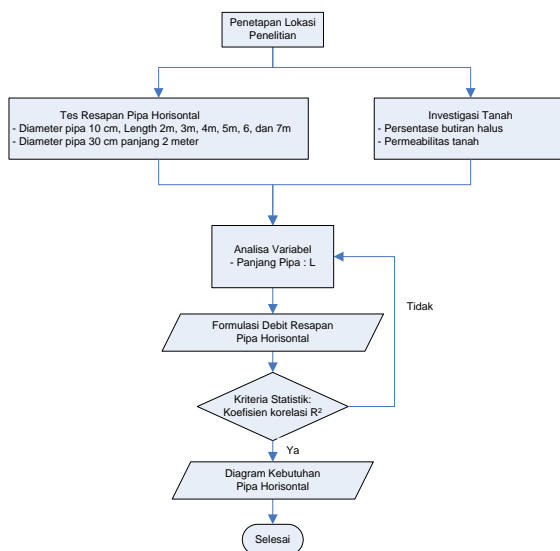 Penetapan Lokasi
Penelitian
Tes Resapan Pipa Horisontal
- Diameter pipa 10 cm, Length 2m, 3m, 4m, 5m, 6, dan 7m
- Diameter pipa 30 cm panjang 2 meter
Investigasi Tanah
- Persentase butiran halus
- Permeabilitas tanah
Analisa Variabel
- Panjang Pipa : L
Tidak
Formulasi Debit Resapan
Pipa Horisontal
Kriteria Statistik:
Koefisien korelasi R²
Ya
Diagram Kebutuhan
Pipa Horisontal
Selesai